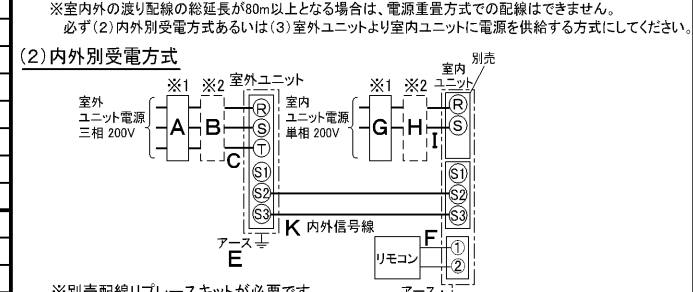 ※室内外の渡り配線の総延長が80m以上となる場合は、電源重畳方式での配線はできません。
必ず(2)内外別受電方式あるいは(3)室外ユニットより室内ユニットに電源を供給する方式にしてください。
(2)内外別受電方式
※1 ※2 室外ユニット
室外
ユニット電源
三相 200V
A B
R
S
T
C
S1
S2
S3
アース
E
K 内外信号線
※1 ※2
室内
ユニット
別売
室内
ユニット電源
単相 200V
G H
I
R
S
S1
S2
S3
リモコン
F
①
②
アース
※別売配線リプレースキットが必要です